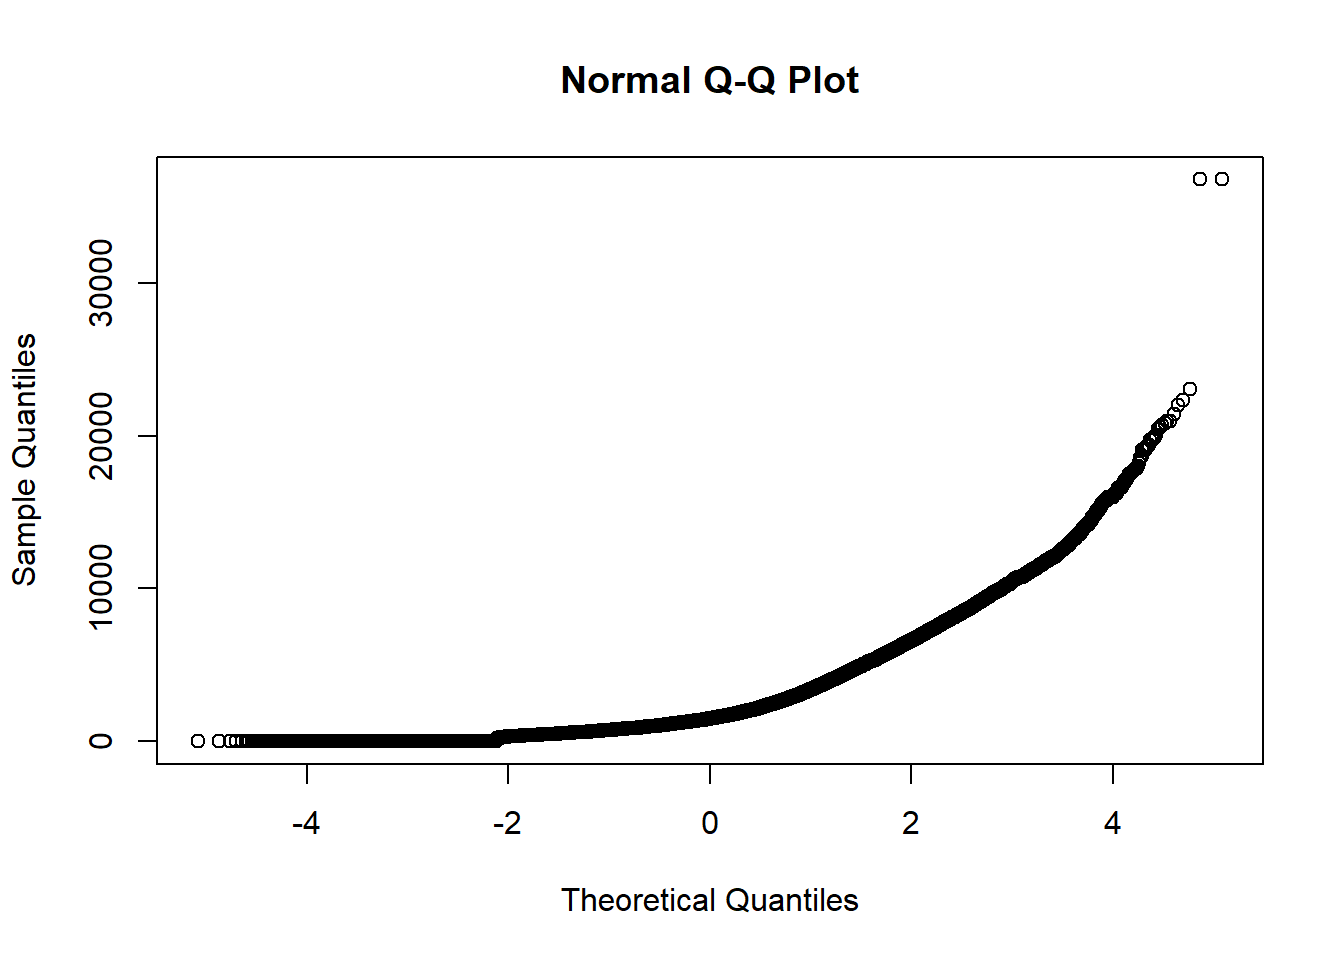 Normal Q-Q Plot
Sample Quantiles
30000
20000
10000
0
-4 -2 0 2 4
Theoretical Quantiles